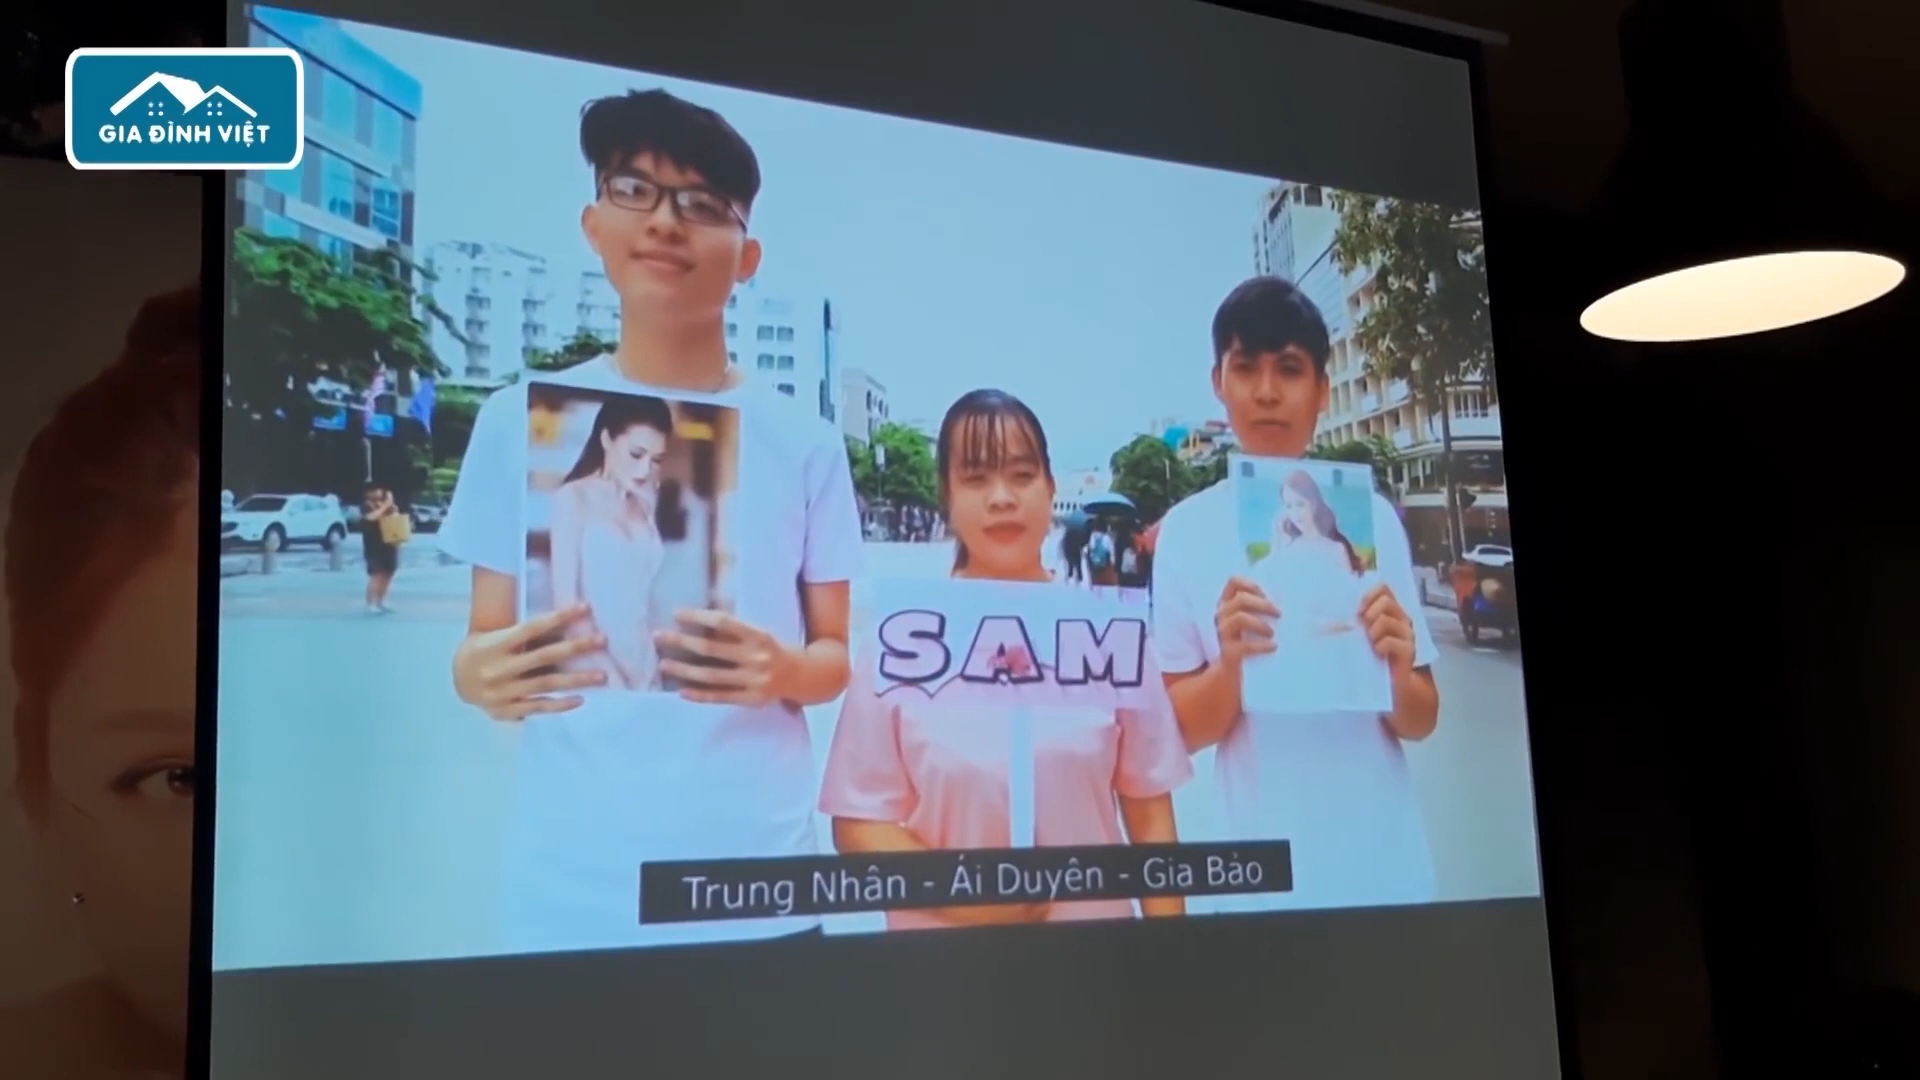 GIA ĐÌNH VIỆT
SAM
Trung Nhân - Ái Duyên - Gia Bảo